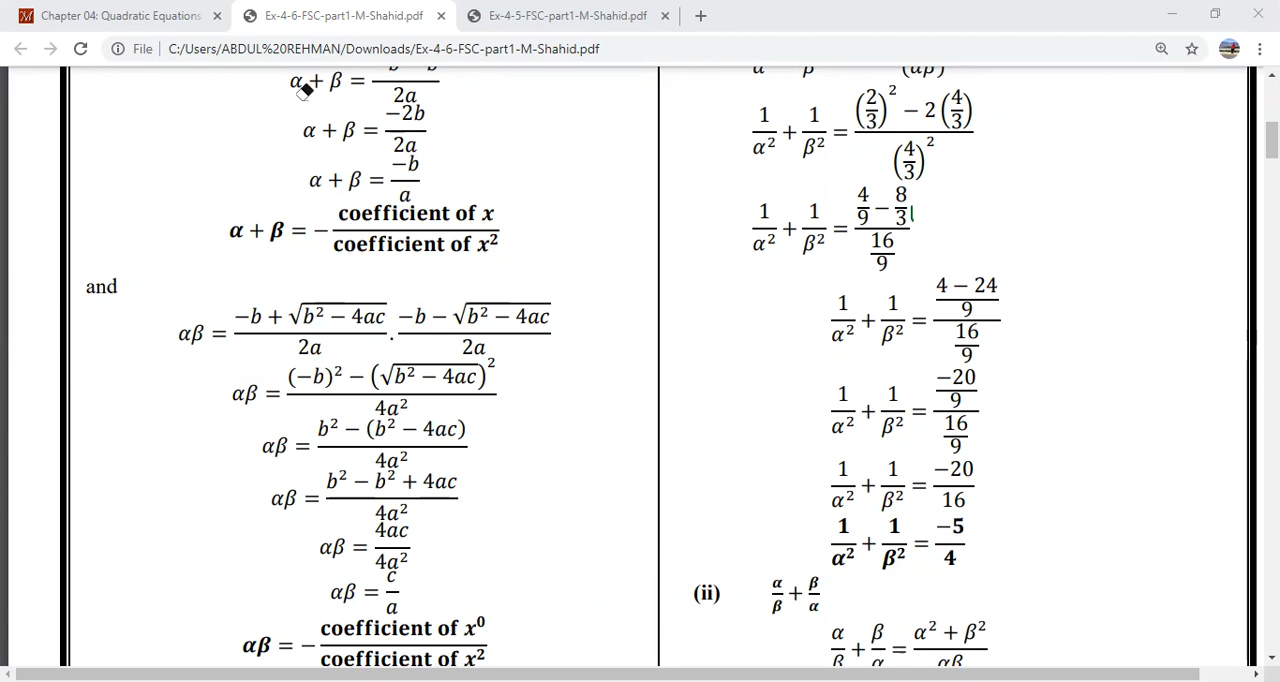 Chapter 04: Quadratic Equations
Ex-4-6-FSC-part1-M-Shahid.pdf
Ex-4-5-FSC-part1-M-Shahid.pdf
File | C:/Users/ABDUL%20REHMAN/Downloads/Ex-4-6-FSC-part1-M-Shahid.pdf
α + β =
2a
α + β = −2b/2a
α + β = −b/a
α + β = − coefficient of x / coefficient of x²
and
αβ = (−b + √(b² − 4ac))/2a . (−b − √(b² − 4ac))/2a
αβ = ((−b)² − (√(b² − 4ac))²)/4a²
αβ = (b² − (b² − 4ac))/4a²
αβ = (b² − b² + 4ac)/4a²
αβ = 4ac/4a²
αβ = c/a
αβ = − coefficient of x⁰ / coefficient of x²
(αβ)
1/α² + 1/β² = ((2/3)² − 2(4/3))/(4/3)²
1/α² + 1/β² = (4/9 − 8/3)/(16/9)
1/α² + 1/β² = ((4 − 24)/9)/(16/9)
1/α² + 1/β² = (−20/9)/(16/9)
1/α² + 1/β² = −20/16
1/α² + 1/β² = −5/4
(ii) α/β + β/α
α/β + β/α = (α² + β²)/αβ